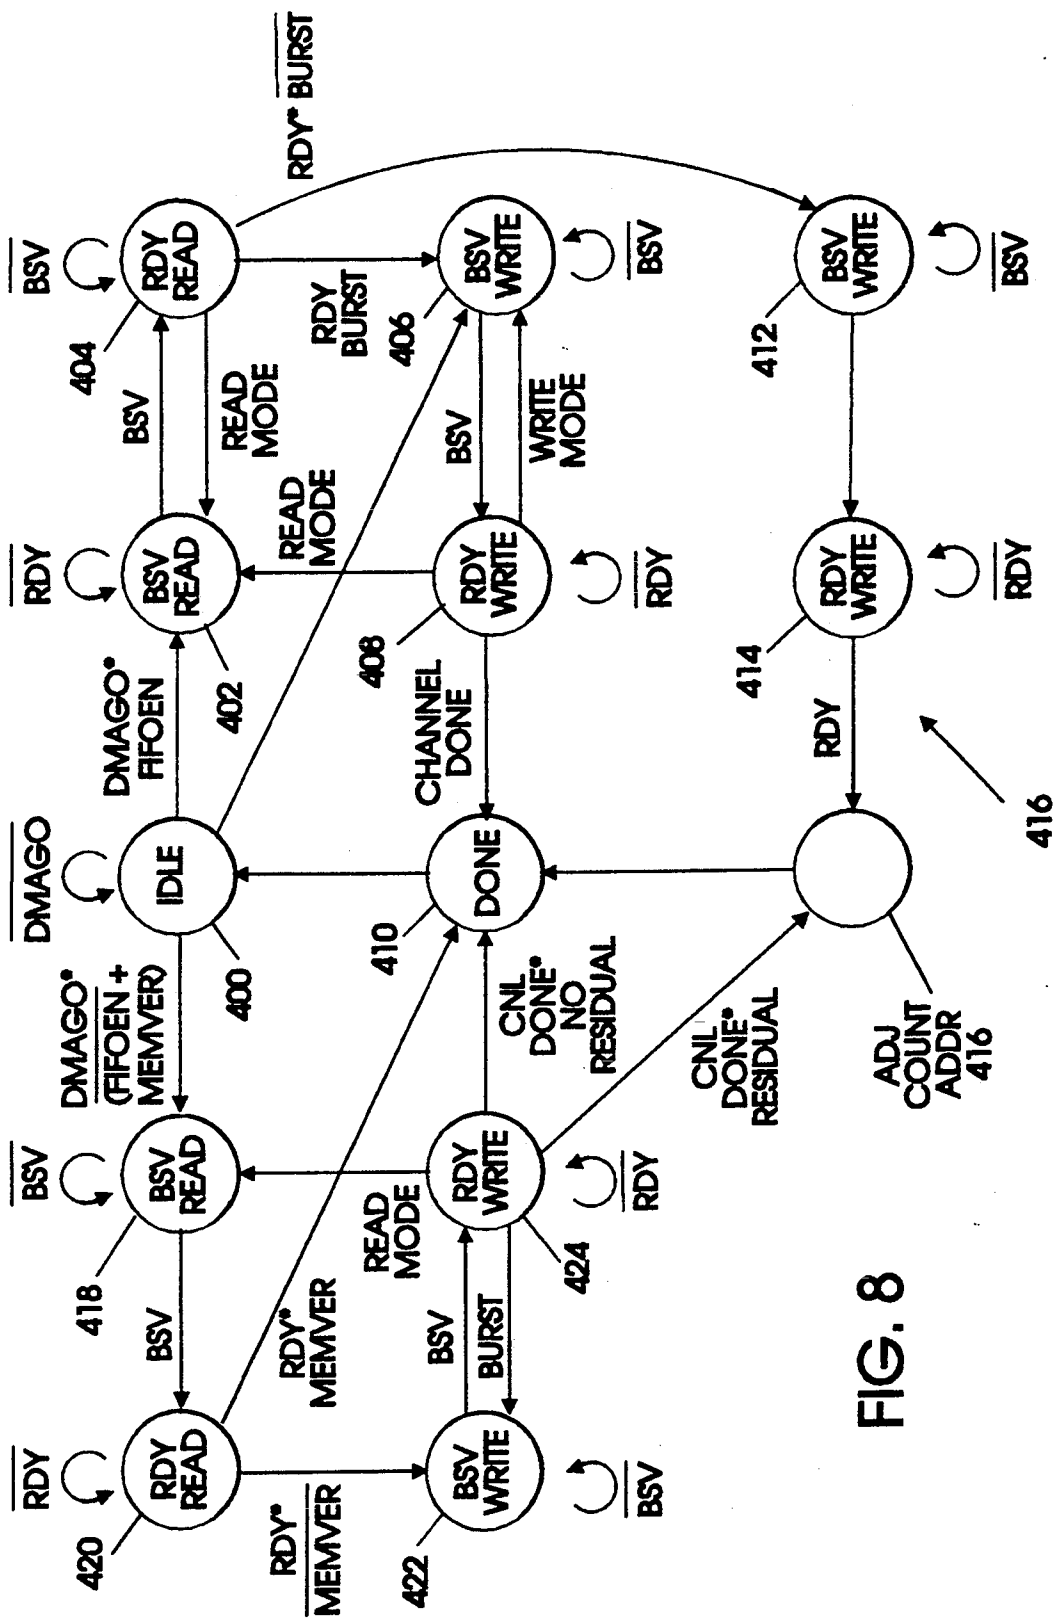 RDY
BSV
DMAGO
RDY
BSV
420
RDY
READ
BSV
418
BSV
READ
DMAGO*
(FIFOEN +
MEMVER)
400
IDLE
DMAGO*
FIFOEN
402
BSV
READ
BSV
READ
MODE
404
RDY
READ
RDY* BURST
RDY*
MEMVER
RDY*
MEMVER
READ
MODE
READ
MODE
RDY
BURST
422
BSV
WRITE
BSV
BURST
424
RDY
WRITE
CNL
DONE*
NO
RESIDUAL
410
DONE
CHANNEL
DONE
408
RDY
WRITE
BSV
WRITE
MODE
406
BSV
WRITE
BSV
RDY
RDY
BSV
CNL
DONE*
RESIDUAL
ADJ
COUNT
ADDR
416
RDY
414
RDY
WRITE
412
BSV
WRITE
RDY
BSV
416
FIG. 8